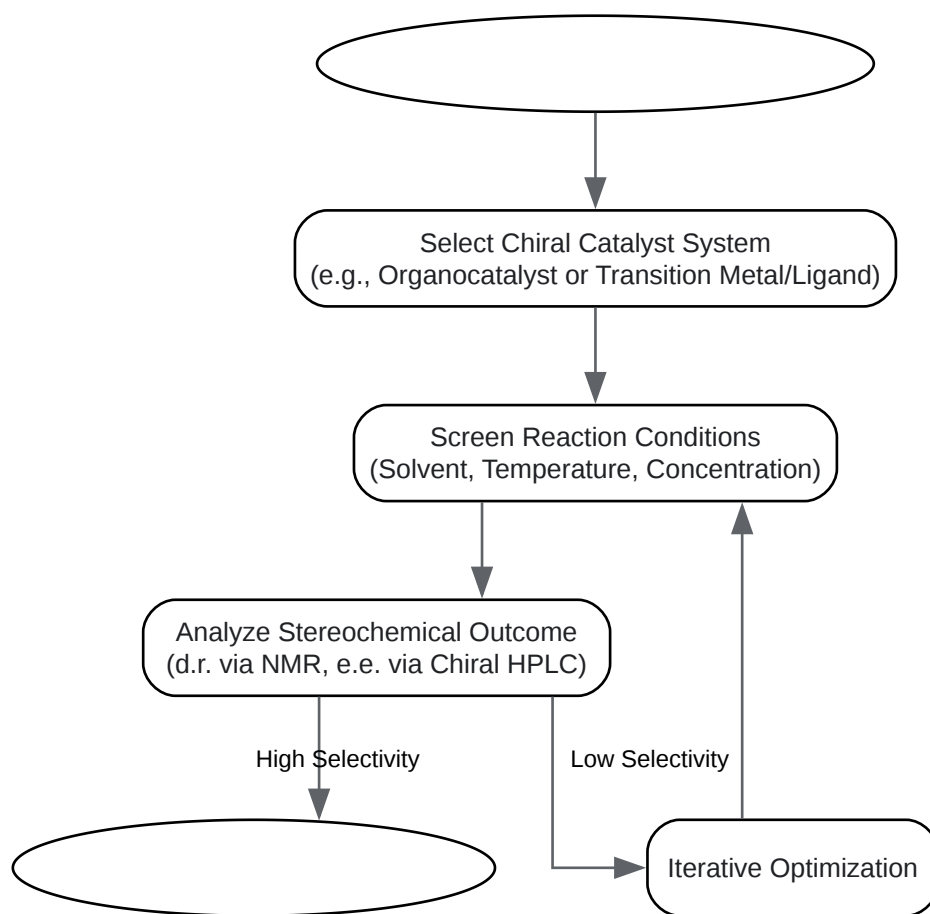 Select Chiral Catalyst System
(e.g., Organocatalyst or Transition Metal/Ligand)
Screen Reaction Conditions
(Solvent, Temperature, Concentration)
Analyze Stereochemical Outcome
(d.r. via NMR, e.e. via Chiral HPLC)
High Selectivity
Low Selectivity
Iterative Optimization